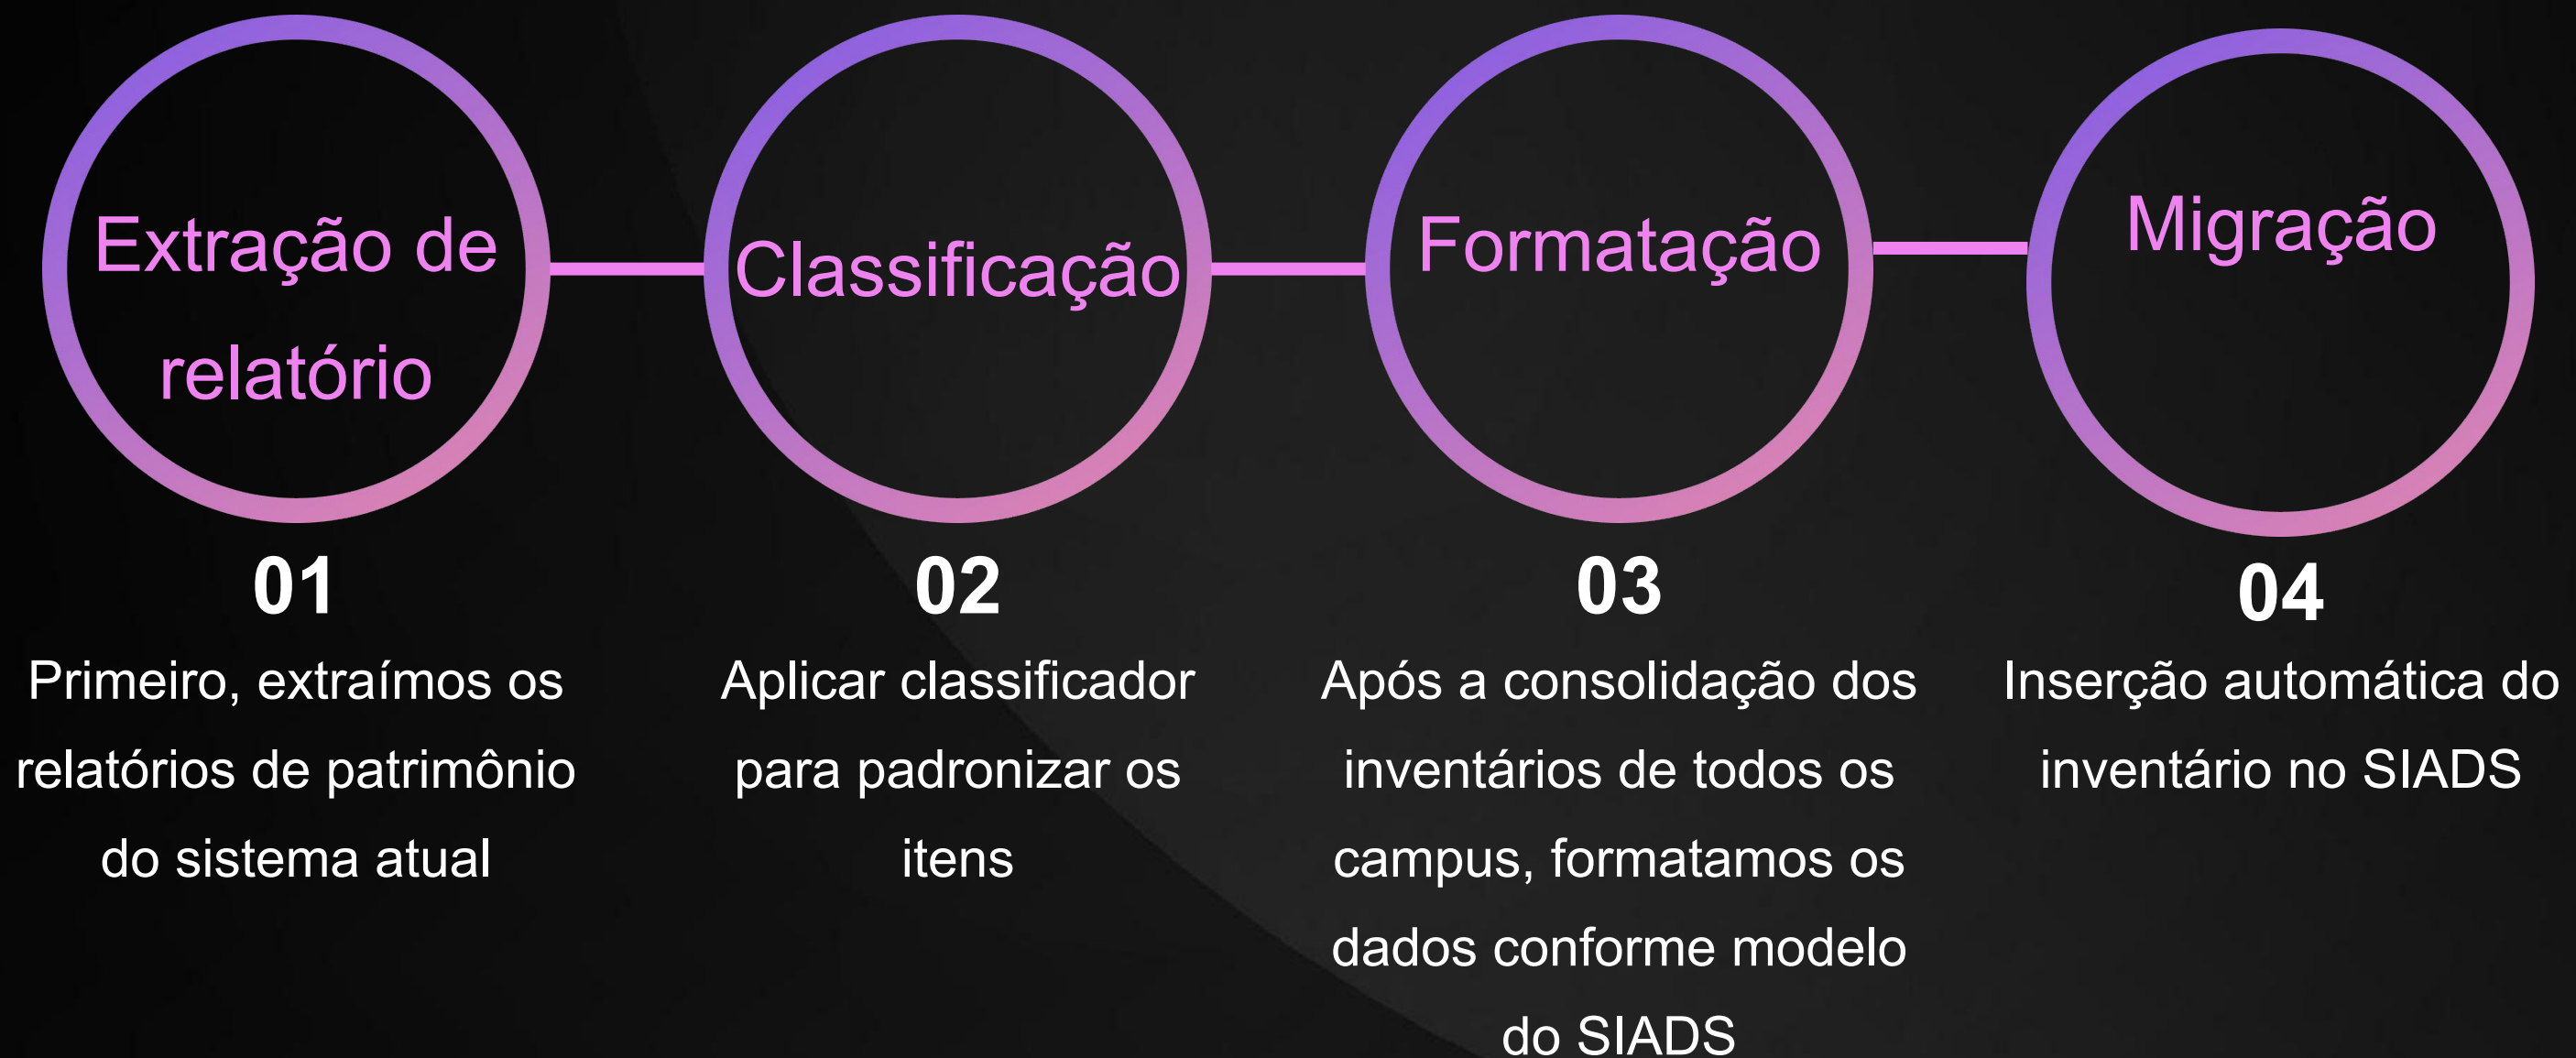 Extração de
relatório
Classificação
Formatação
Migração
01
Primeiro, extraímos os
relatórios de patrimônio
do sistema atual
02
Aplicar classificador
para padronizar os
itens
03
Após a consolidação dos
inventários de todos os
campus, formatamos os
dados conforme modelo
do SIADS
04
Inserção automática do
inventário no SIADS